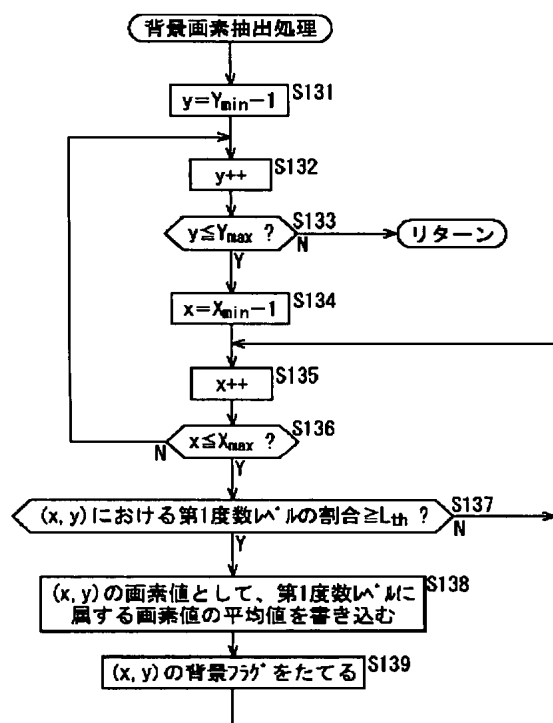 背景画素抽出処理
y=Ymin−1 S131
y++ S132
y≦Ymax ? S133
N
リターン
Y
x=Xmin−1 S134
x++ S135
x≦Xmax ? S136
N
Y
(x, y)における第1度数レベルの割合≧Lth ? S137
N
Y
(x, y)の画素値として、第1度数レベルに S138
属する画素値の平均値を書き込む
(x, y)の背景フラグをたてる S139